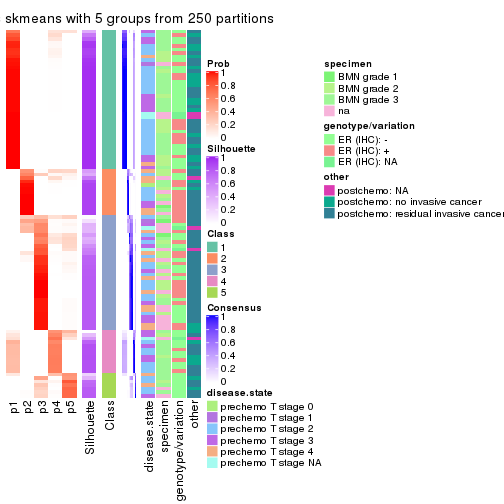 skmeans with 5 groups from 250 partitions
Prob
1
0.8
0.6
0.4
0.2
0
Silhouette
1
0.8
0.6
0.4
0.2
0
Class
1
2
3
4
5
Consensus
1
0.8
0.6
0.4
0.2
0
disease.state
prechemo T stage 0
prechemo T stage 1
prechemo T stage 2
prechemo T stage 3
prechemo T stage 4
prechemo T stage NA
specimen
BMN grade 1
BMN grade 2
BMN grade 3
na
genotype/variation
ER (IHC): -
ER (IHC): +
ER (IHC): NA
other
postchemo: NA
postchemo: no invasive cancer
postchemo: residual invasive cancer
p1
p2
p3
p4
p5
Silhouette
Class
disease.state
specimen
genotype/variation
other